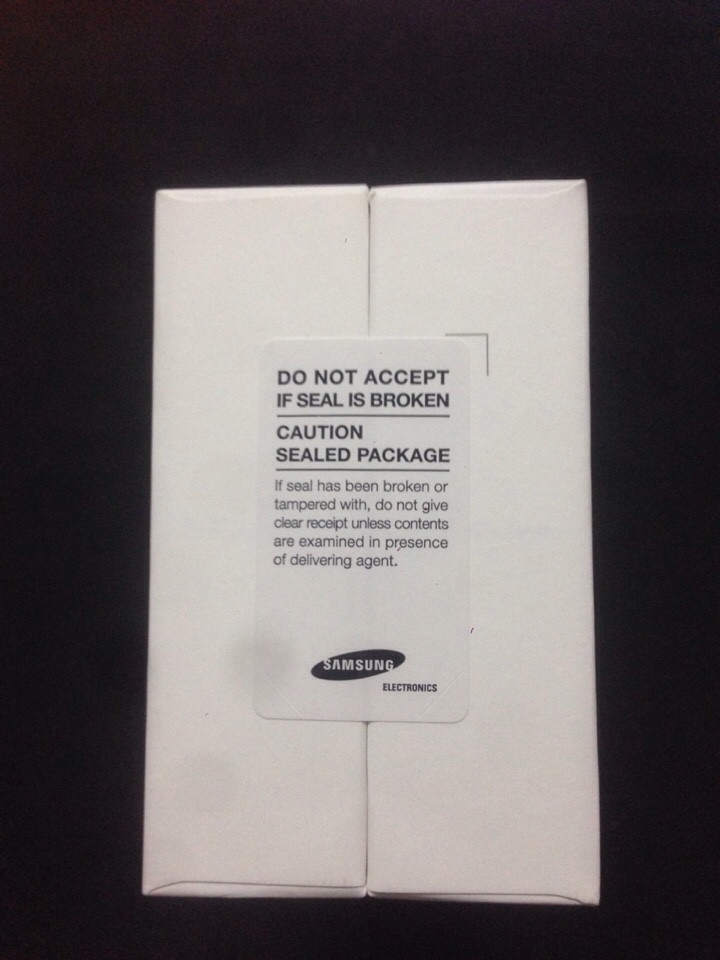 DO NOT ACCEPT
IF SEAL IS BROKEN
CAUTION
SEALED PACKAGE
If seal has been broken or
tampered with, do not give
clear receipt unless contents
are examined in presence
of delivering agent.
SAMSUNG
ELECTRONICS